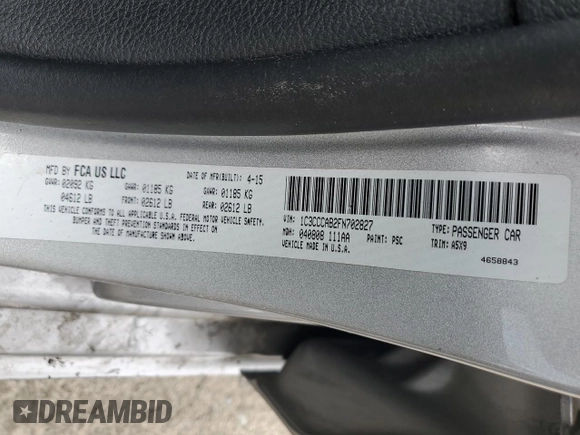 MFD BY FCA US LLC DATE OF MFR(BUILT): 4-15
GVWR: 02092 KG GAWR: 01185 KG GAWR: 01185 KG
04612 LB FRONT: 02612 LB REAR: 02612 LB
THIS VEHICLE CONFORMS TO ALL APPLICABLE U.S.A. FEDERAL MOTOR VEHICLE SAFETY,
BUMPER AND THEFT PREVENTION STANDARDS IN EFFECT ON
THE DATE OF MANUFACTURE SHOWN ABOVE.
VIN: 1C3CCCAB2FN702827 TYPE: PASSENGER CAR
MDH: 040808 111AA PAINT: PSC TRIM: A5X9
MADE IN U.S.A.
4658843
DREAMBID